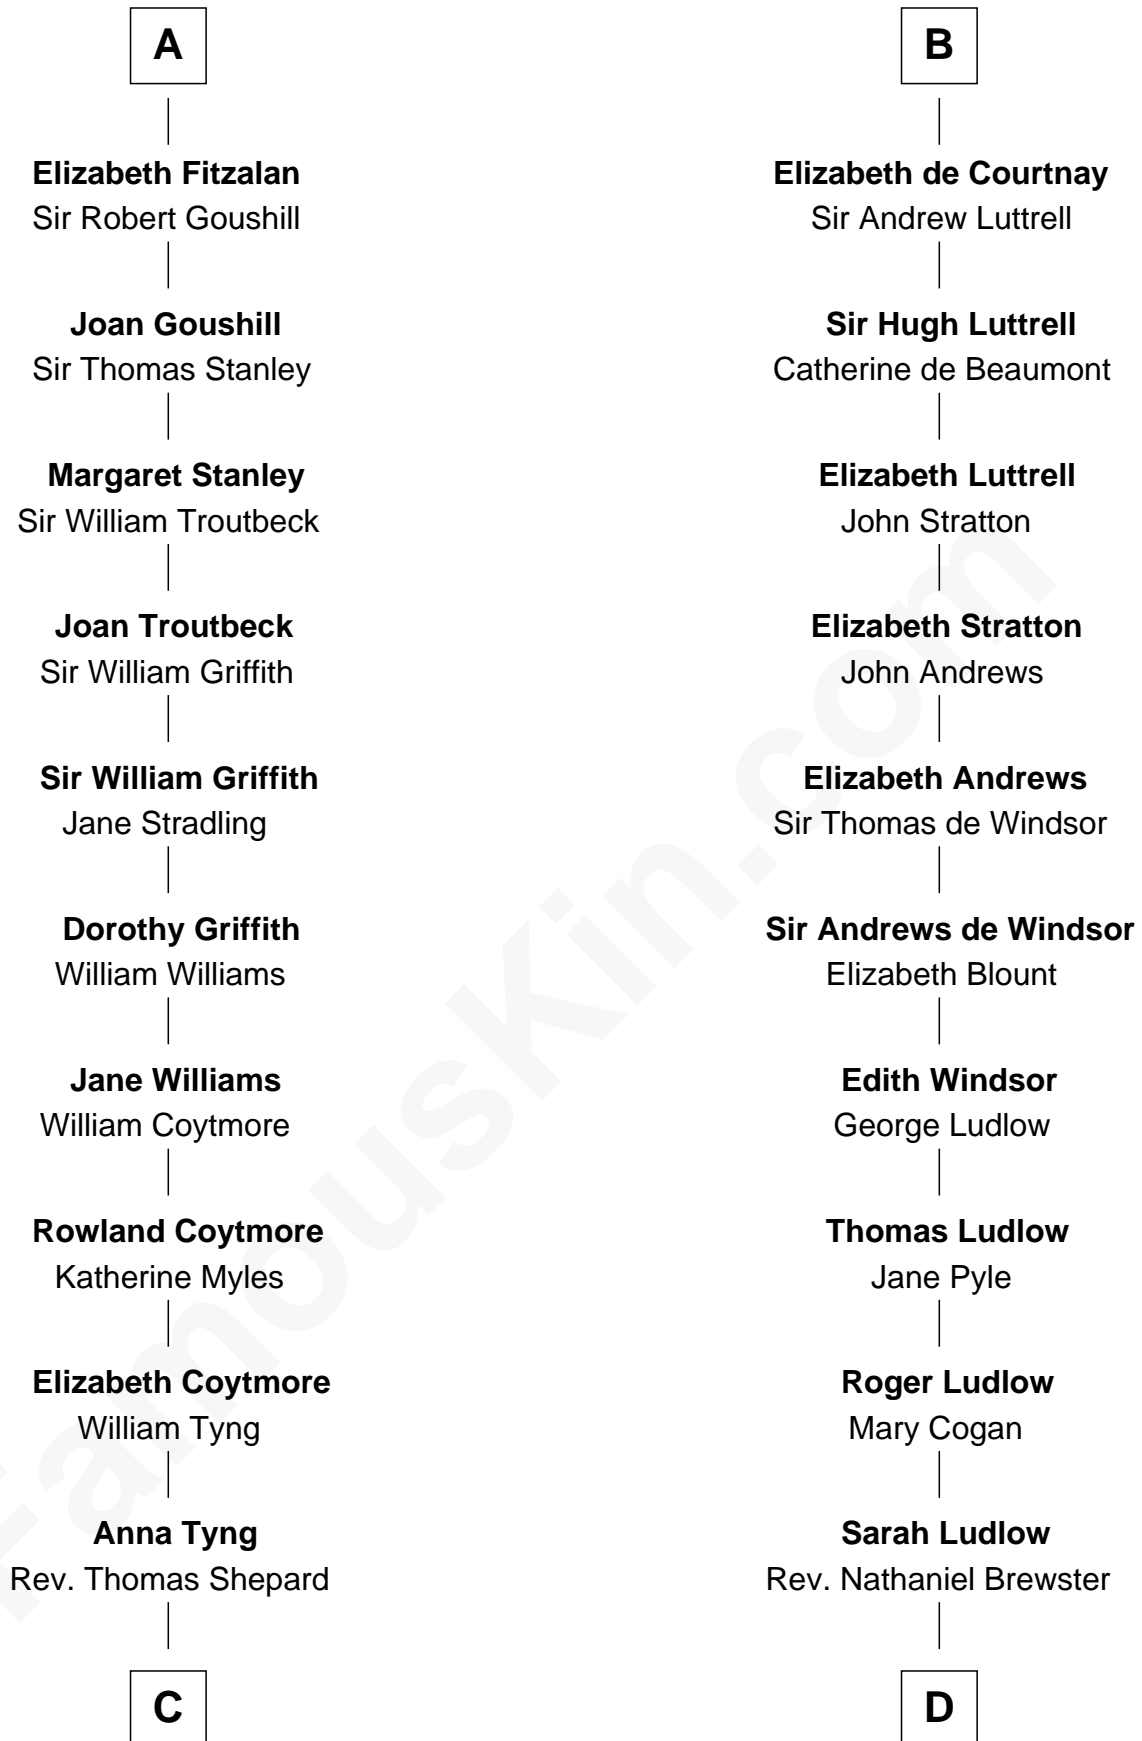 A
Elizabeth Fitzalan
Sir Robert Goushill
Joan Goushill
Sir Thomas Stanley
Margaret Stanley
Sir William Troutbeck
Joan Troutbeck
Sir William Griffith
Sir William Griffith
Jane Stradling
Dorothy Griffith
William Williams
Jane Williams
William Coytmore
Rowland Coytmore
Katherine Myles
Elizabeth Coytmore
William Tyng
Anna Tyng
Rev. Thomas Shepard
C
B
Elizabeth de Courtnay
Sir Andrew Luttrell
Sir Hugh Luttrell
Catherine de Beaumont
Elizabeth Luttrell
John Stratton
Elizabeth Stratton
John Andrews
Elizabeth Andrews
Sir Thomas de Windsor
Sir Andrews de Windsor
Elizabeth Blount
Edith Windsor
George Ludlow
Thomas Ludlow
Jane Pyle
Roger Ludlow
Mary Cogan
Sarah Ludlow
Rev. Nathaniel Brewster
D
FamousKin.com